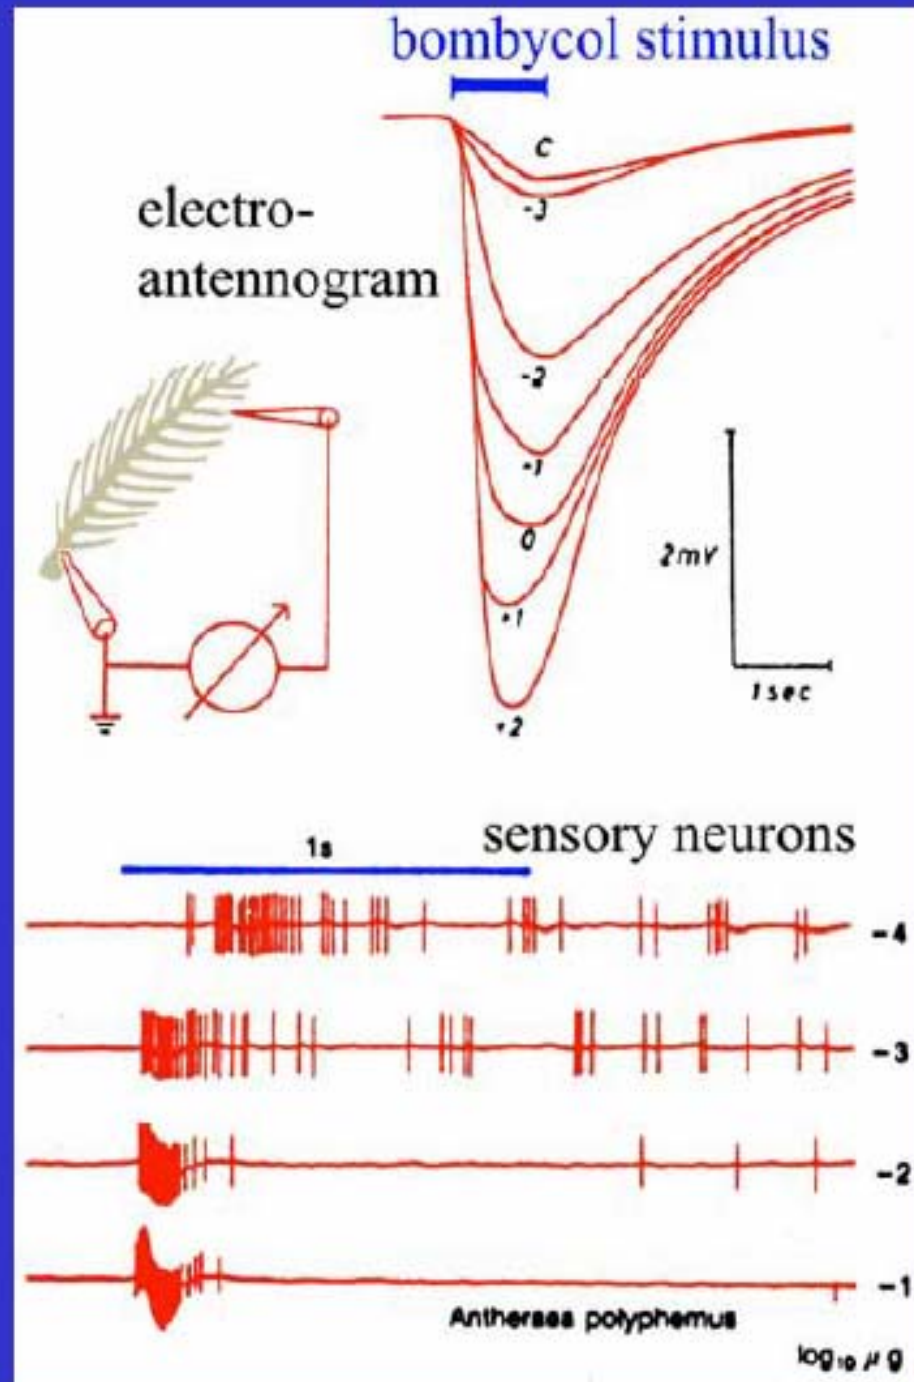 bombycol stimulus
electro-
antennogram
C
-3
-2
-1
0
+1
+2
2mV
1sec
1s
sensory neurons
-4
-3
-2
-1
Antheraea polyphemus
log₁₀ μg